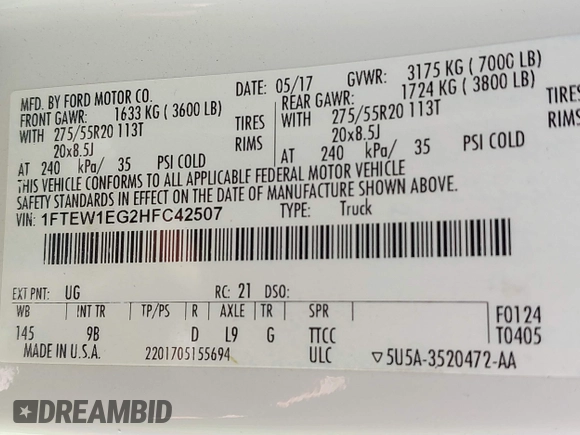 MFD. BY FORD MOTOR CO.
DATE: 05/17 GVWR: 3175 KG ( 7000 LB)
FRONT GAWR: 1633 KG ( 3600 LB)
REAR GAWR: 1724 KG ( 3800 LB)
WITH 275/55R20 113T TIRES WITH 275/55R20 113T TIRES
20x8.5J RIMS 20x8.5J RIMS
AT 240 kPa/ 35 PSI COLD AT 240 kPa/ 35 PSI COLD
THIS VEHICLE CONFORMS TO ALL APPLICABLE FEDERAL MOTOR VEHICLE
SAFETY STANDARDS IN EFFECT ON THE DATE OF MANUFACTURE SHOWN ABOVE.
VIN: 1FTEW1EG2HFC42507 TYPE: Truck
EXT PNT: UG RC: 21 DSO:
WB INT TR TP/PS R AXLE TR SPR F0124
145 9B D L9 G TTCC T0405
MADE IN U.S.A. 2201705155694 ULC ▽5U5A-3520472-AA
DREAMBID